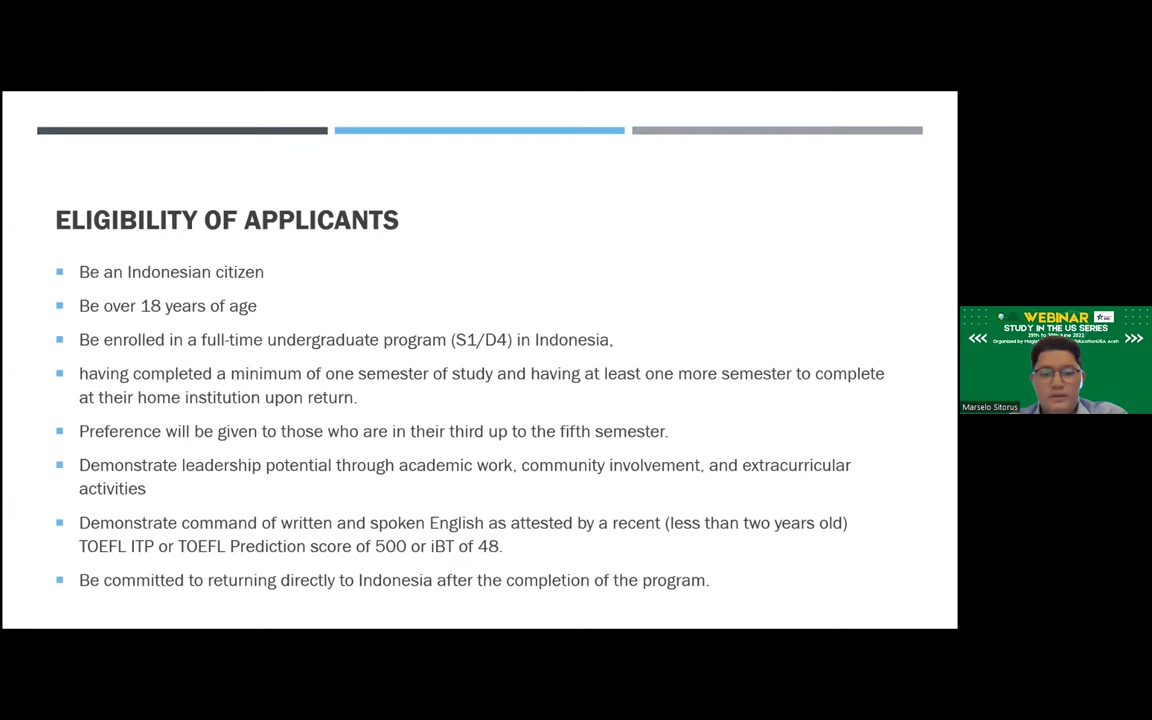 ELIGIBILITY OF APPLICANTS
Be an Indonesian citizen
Be over 18 years of age
Be enrolled in a full-time undergraduate program (S1/D4) in Indonesia,
having completed a minimum of one semester of study and having at least one more semester to complete
at their home institution upon return.
Preference will be given to those who are in their third up to the fifth semester.
Demonstrate leadership potential through academic work, community involvement, and extracurricular
activities
Demonstrate command of written and spoken English as attested by a recent (less than two years old)
TOEFL ITP or TOEFL Prediction score of 500 or iBT of 48.
Be committed to returning directly to Indonesia after the completion of the program.
WEBINAR
STUDY IN THE US SERIES
June 2022
Organized by
Aceh
Marselo Sitorus